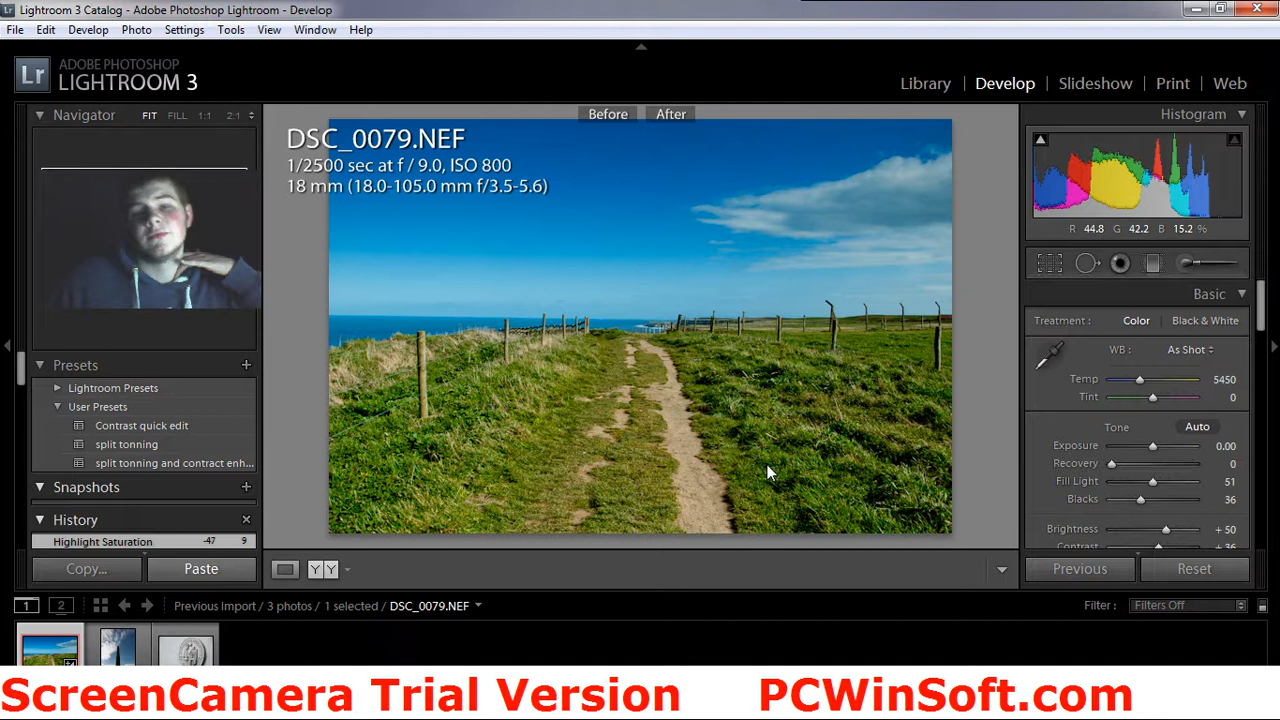 Lightroom 3 Catalog - Adobe Photoshop Lightroom - Develop
File Edit Develop Photo Settings Tools View Window Help
Lr ADOBE PHOTOSHOP
LIGHTROOM 3
Library | Develop | Slideshow | Print | Web
Navigator FIT FILL 1:1 2:1
Before After
Histogram
DSC_0079.NEF
1/2500 sec at f / 9.0, ISO 800
18 mm (18.0-105.0 mm f/3.5-5.6)
R 44.8 G 42.2 B 15.2 %
Basic
Treatment: Color Black & White
WB: As Shot
Temp 5450
Tint 0
Tone Auto
Exposure 0.00
Recovery 0
Fill Light 51
Blacks 36
Brightness + 50
Contrast + 36
Previous Reset
Presets +
Lightroom Presets
User Presets
Contrast quick edit
split tonning
split tonning and contract enh...
Snapshots +
History
Highlight Saturation -47 9
Copy... Paste
YY
1 2 Previous Import / 3 photos / 1 selected / DSC_0079.NEF Filter: Filters Off
ScreenCamera Trial Version PCWinSoft.com